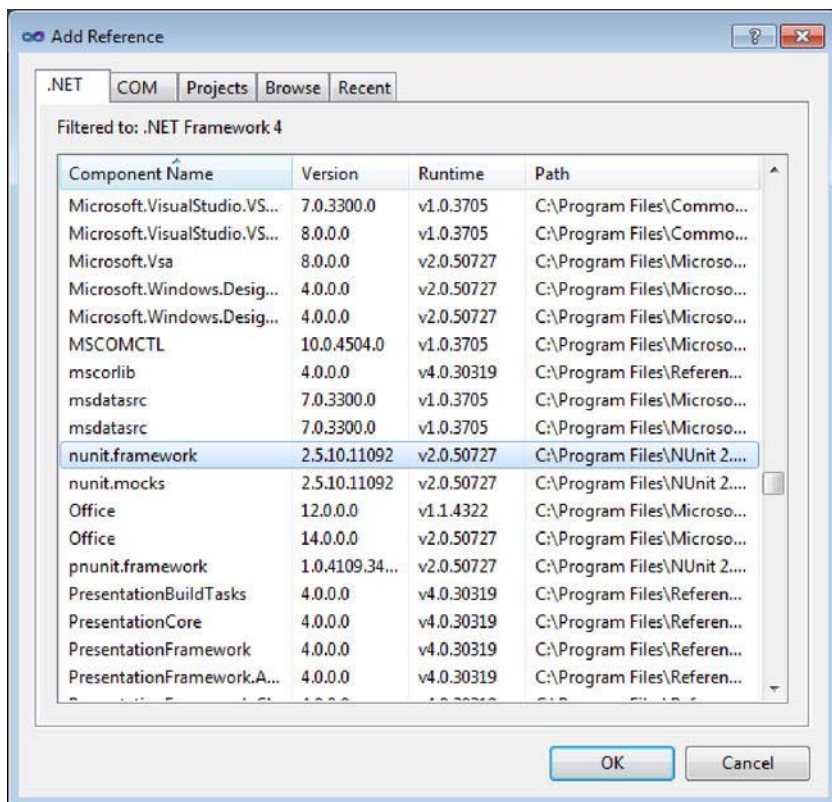 Add Reference
.NET COM Projects Browse Recent
Filtered to: .NET Framework 4
Component Name Version Runtime Path
Microsoft.VisualStudio.VS... 7.0.3300.0 v1.0.3705 C:\Program Files\Commo...
Microsoft.VisualStudio.VS... 8.0.0.0 v1.0.3705 C:\Program Files\Commo...
Microsoft.Vsa 8.0.0.0 v2.0.50727 C:\Program Files\Microso...
Microsoft.Windows.Desig... 4.0.0.0 v2.0.50727 C:\Program Files\Microso...
Microsoft.Windows.Desig... 4.0.0.0 v2.0.50727 C:\Program Files\Microso...
MSCOMCTL 10.0.4504.0 v1.0.3705 C:\Program Files\Microso...
mscorlib 4.0.0.0 v4.0.30319 C:\Program Files\Referen...
msdatasrc 7.0.3300.0 v1.0.3705 C:\Program Files\Microso...
msdatasrc 7.0.3300.0 v1.0.3705 C:\Program Files\Microso...
nunit.framework 2.5.10.11092 v2.0.50727 C:\Program Files\NUnit 2....
nunit.mocks 2.5.10.11092 v2.0.50727 C:\Program Files\NUnit 2....
Office 12.0.0.0 v1.1.4322 C:\Program Files\Microso...
Office 14.0.0.0 v2.0.50727 C:\Program Files\Microso...
pnunit.framework 1.0.4109.34... v2.0.50727 C:\Program Files\NUnit 2....
PresentationBuildTasks 4.0.0.0 v4.0.30319 C:\Program Files\Referen...
PresentationCore 4.0.0.0 v4.0.30319 C:\Program Files\Referen...
PresentationFramework 4.0.0.0 v4.0.30319 C:\Program Files\Referen...
PresentationFramework.A... 4.0.0.0 v4.0.30319 C:\Program Files\Referen...
OK Cancel